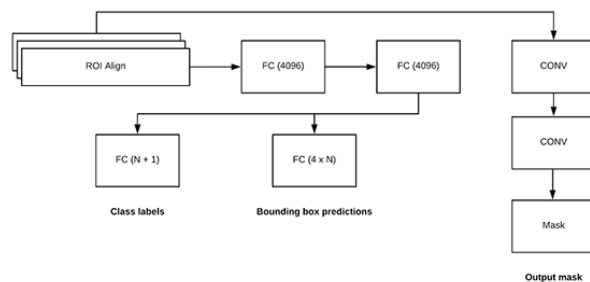 ROI Align
FC (4096)
FC (4096)
CONV
FC (N + 1)
FC (4 x N)
CONV
Class labels
Bounding box predictions
Mask
Output mask